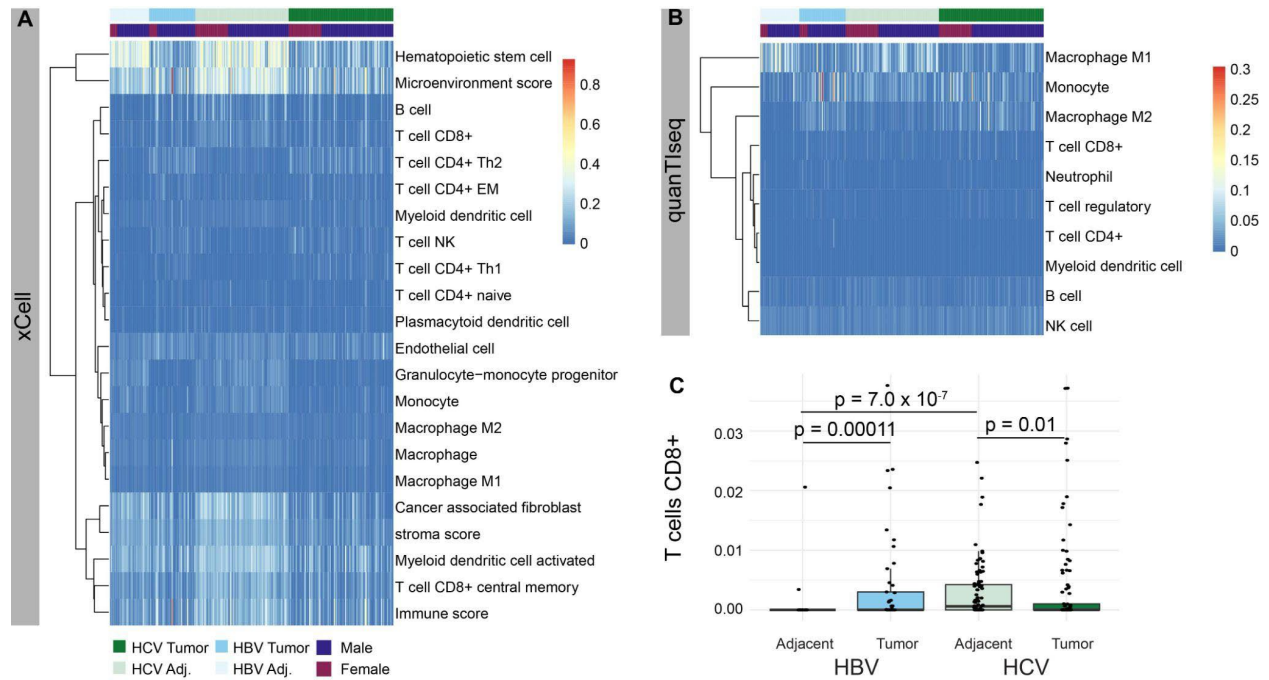 A
xCell
Hematopoietic stem cell
Microenvironment score
B cell
T cell CD8+
T cell CD4+ Th2
T cell CD4+ EM
Myeloid dendritic cell
T cell NK
T cell CD4+ Th1
T cell CD4+ naive
Plasmacytoid dendritic cell
Endothelial cell
Granulocyte−monocyte progenitor
Monocyte
Macrophage M2
Macrophage
Macrophage M1
Cancer associated fibroblast
stroma score
Myeloid dendritic cell activated
T cell CD8+ central memory
Immune score
0.8
0.6
0.4
0.2
0
HCV Tumor HBV Tumor Male
HCV Adj. HBV Adj. Female
B
quanTIseq
Macrophage M1
Monocyte
Macrophage M2
T cell CD8+
Neutrophil
T cell regulatory
T cell CD4+
Myeloid dendritic cell
B cell
NK cell
0.3
0.25
0.2
0.15
0.1
0.05
0
C
T cells CD8+
p = 7.0 x 10⁻⁷
p = 0.00011 p = 0.01
0.03
0.02
0.01
0.00
Adjacent Tumor Adjacent Tumor
HBV HCV